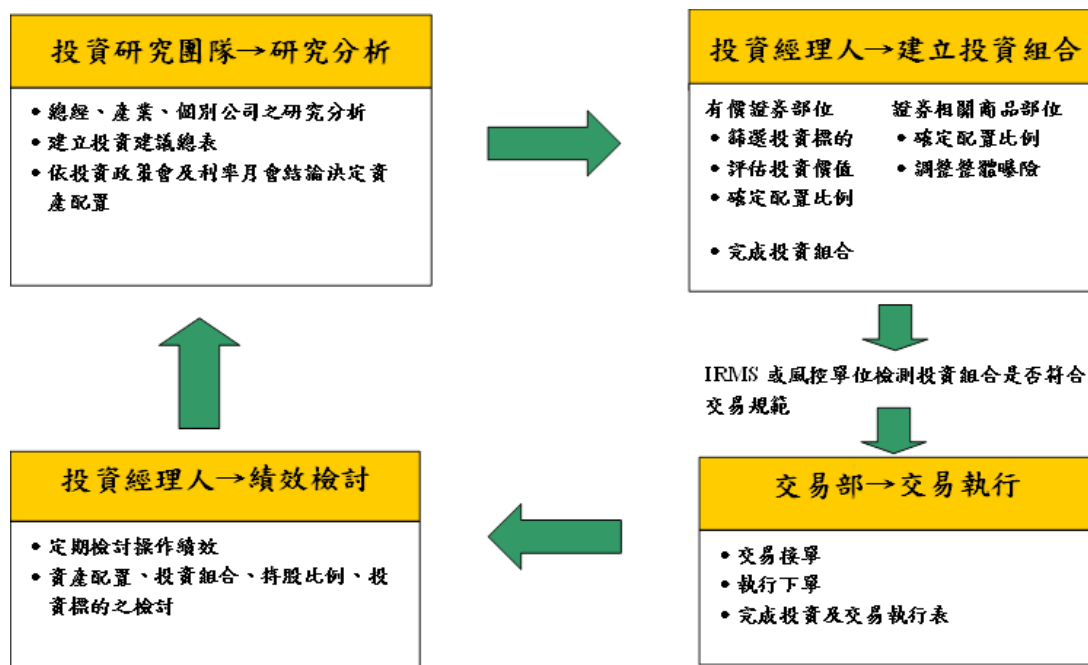 投資研究團隊→研究分析
• 總經、產業、個別公司之研究分析
• 建立投資建議總表
• 依投資政策會及利率月會結論決定資
產配置
投資經理人→建立投資組合
有價證券部位
• 篩選投資標的
• 評估投資價值
• 確定配置比例
• 完成投資組合
證券相關商品部位
• 確定配置比例
• 調整整體曝險
IRMS 或風控單位檢測投資組合是否符合
交易規範
交易部→交易執行
• 交易接單
• 執行下單
• 完成投資及交易執行表
投資經理人→績效檢討
• 定期檢討操作績效
• 資產配置、投資組合、持股比例、投
資標的之檢討